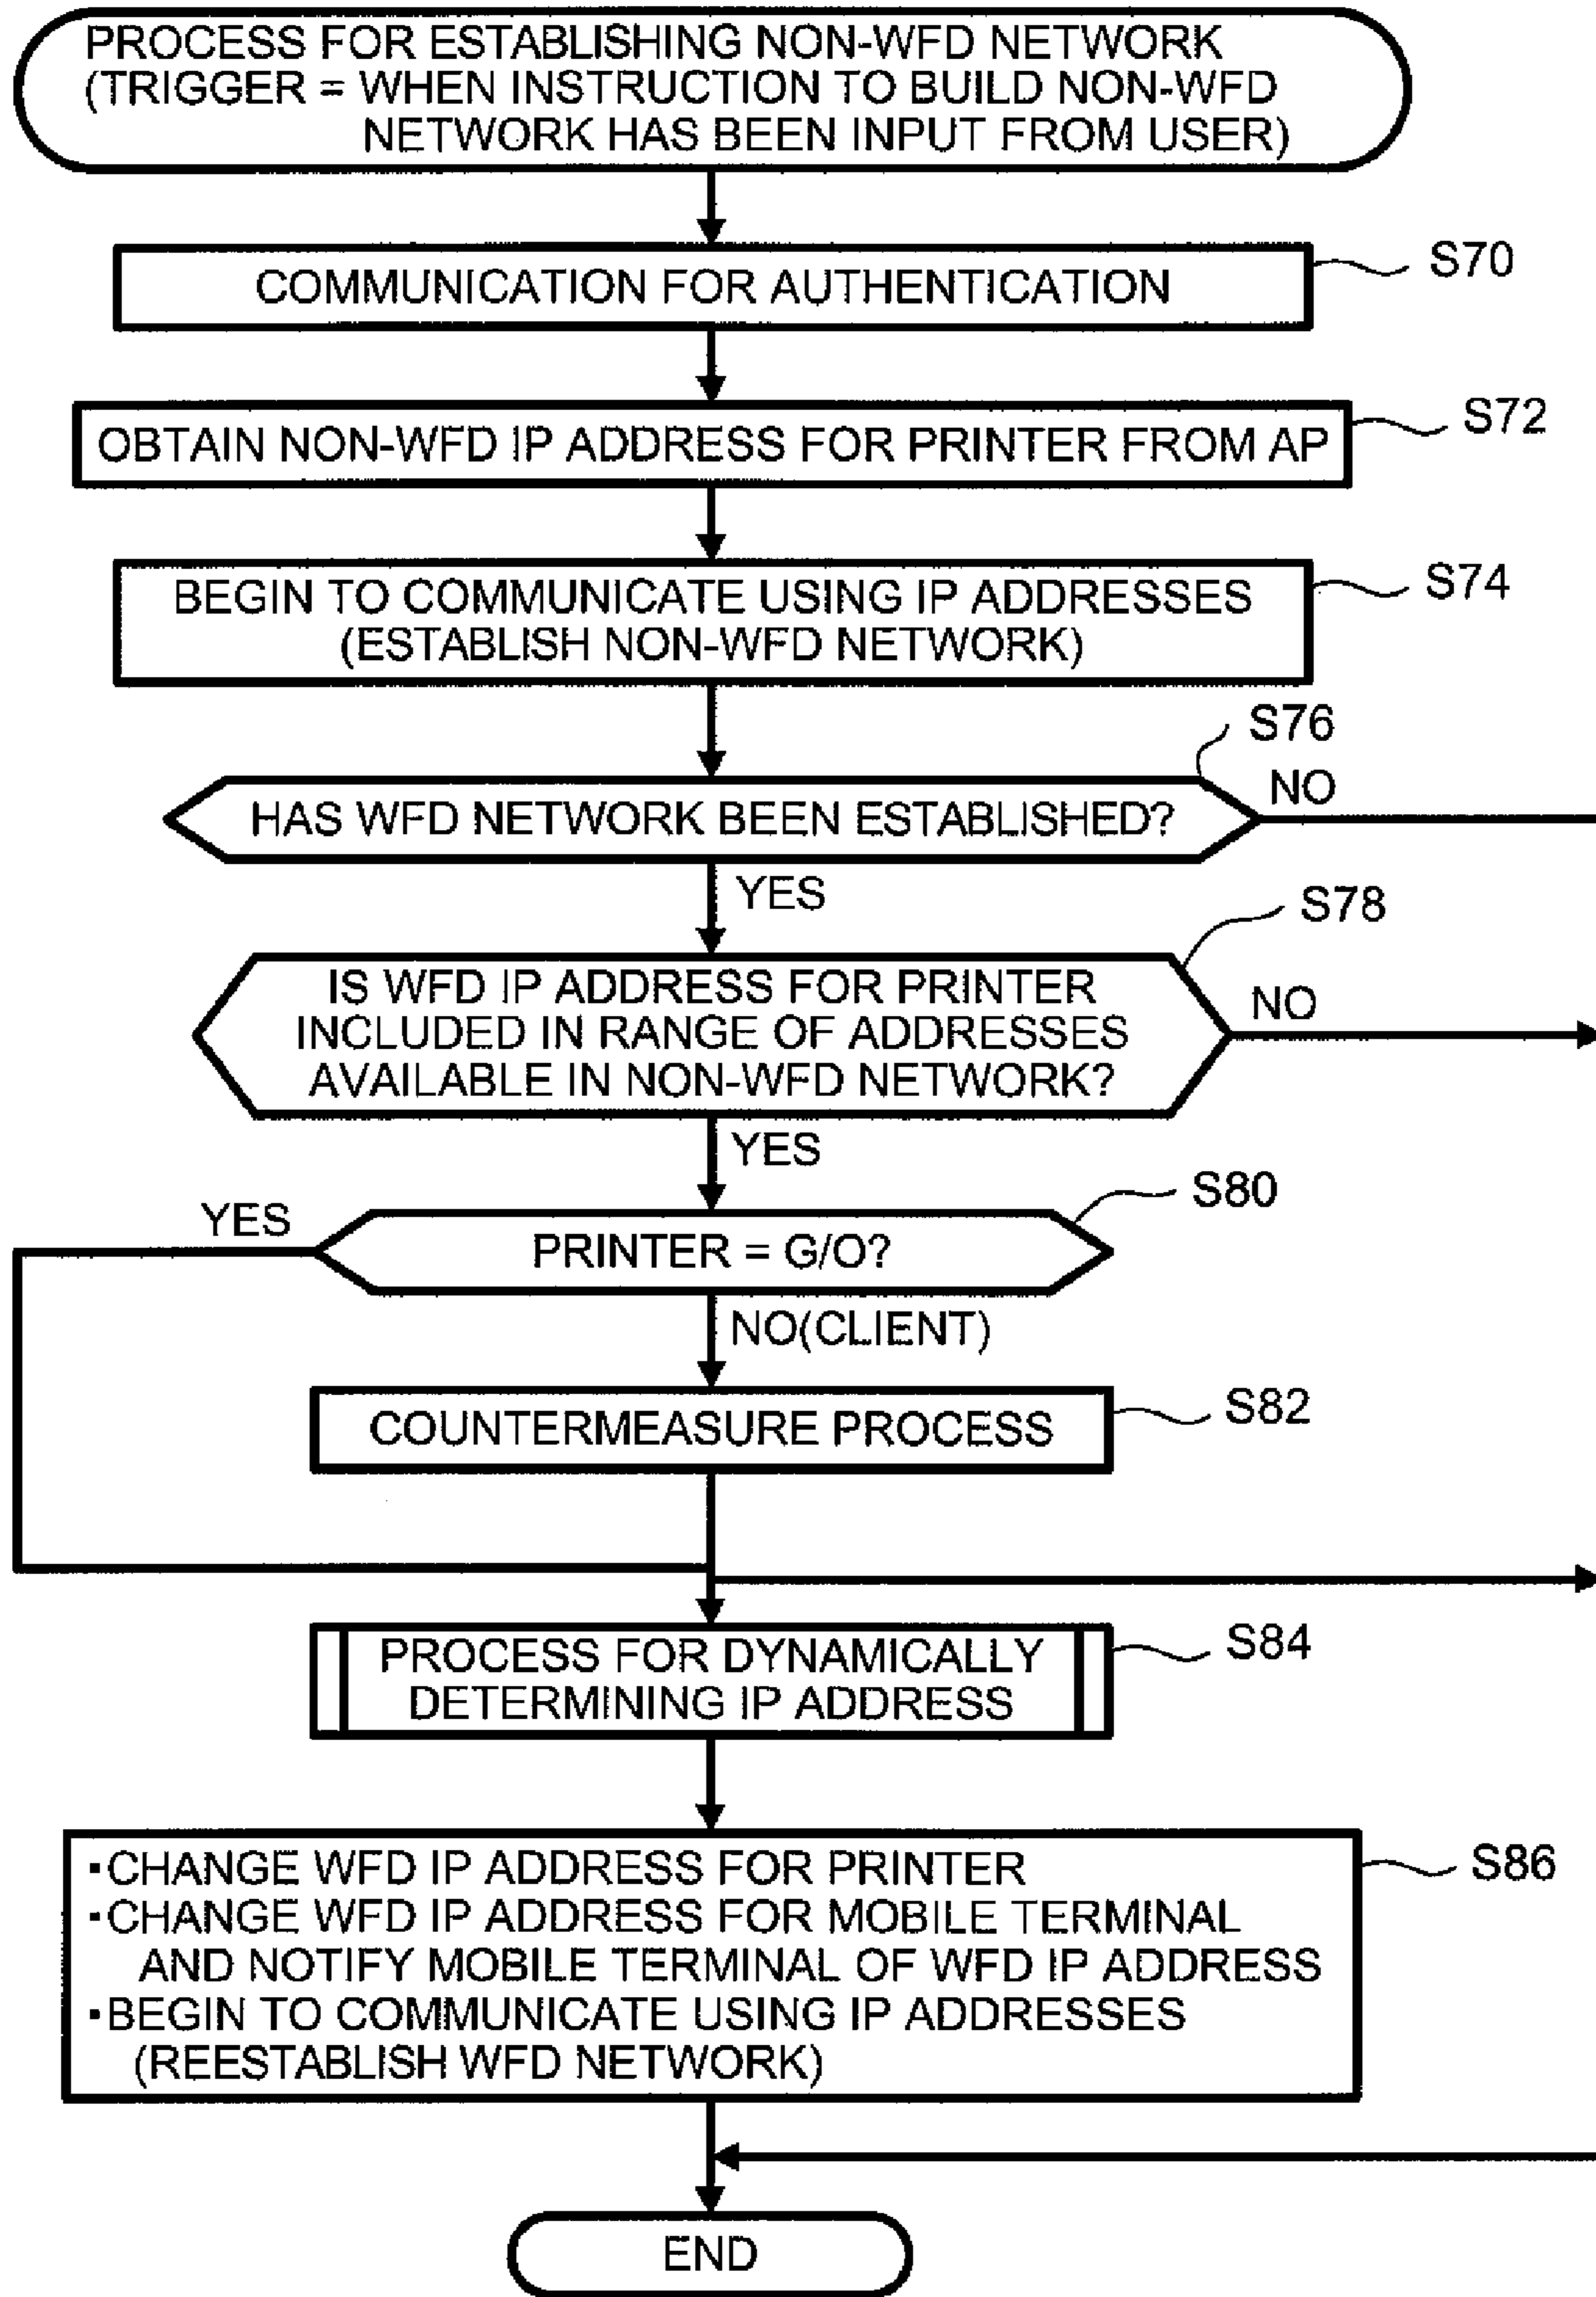 PROCESS FOR ESTABLISHING NON-WFD NETWORK
(TRIGGER = WHEN INSTRUCTION TO BUILD NON-WFD
NETWORK HAS BEEN INPUT FROM USER)
COMMUNICATION FOR AUTHENTICATION
S70
OBTAIN NON-WFD IP ADDRESS FOR PRINTER FROM AP
S72
BEGIN TO COMMUNICATE USING IP ADDRESSES
(ESTABLISH NON-WFD NETWORK)
S74
S76
HAS WFD NETWORK BEEN ESTABLISHED?
NO
YES
S78
IS WFD IP ADDRESS FOR PRINTER
INCLUDED IN RANGE OF ADDRESSES
AVAILABLE IN NON-WFD NETWORK?
NO
YES
S80
YES
PRINTER = G/O?
NO(CLIENT)
COUNTERMEASURE PROCESS
S82
PROCESS FOR DYNAMICALLY
DETERMINING IP ADDRESS
S84
▪CHANGE WFD IP ADDRESS FOR PRINTER
▪CHANGE WFD IP ADDRESS FOR MOBILE TERMINAL
AND NOTIFY MOBILE TERMINAL OF WFD IP ADDRESS
▪BEGIN TO COMMUNICATE USING IP ADDRESSES
(REESTABLISH WFD NETWORK)
S86
END